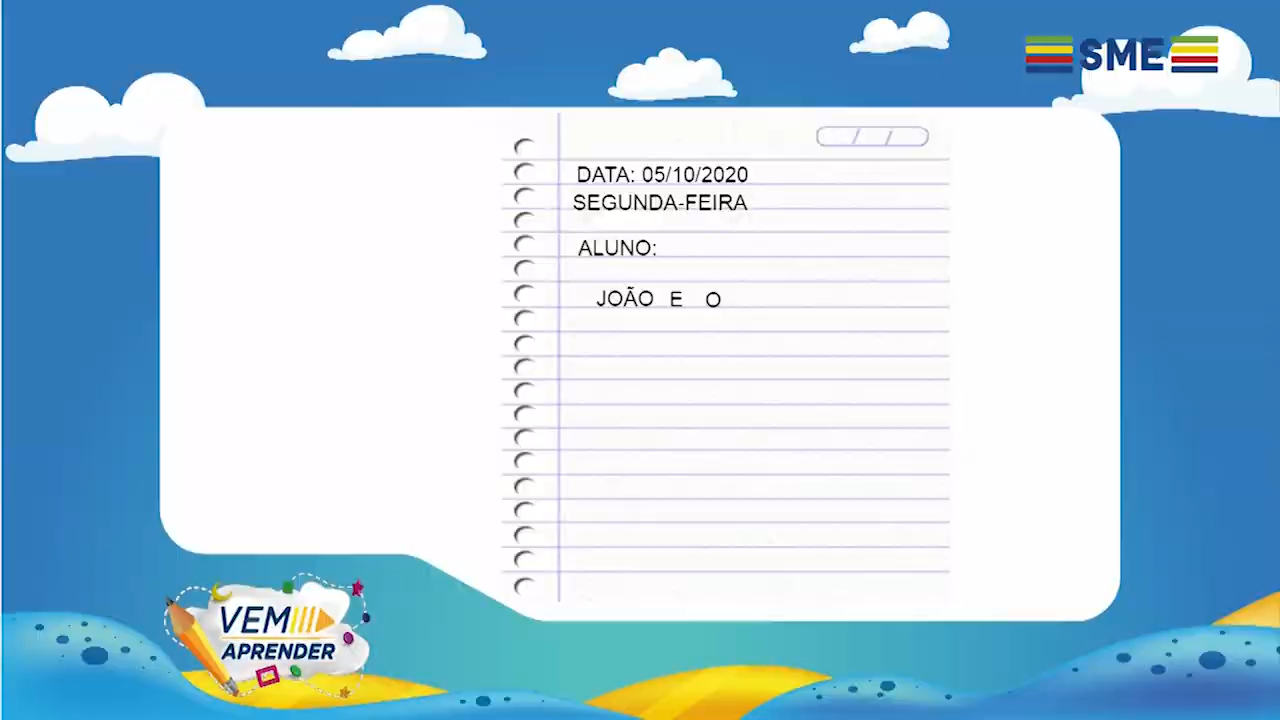 SME
DATA: 05/10/2020
SEGUNDA-FEIRA
ALUNO:
JOÃO E O
VEM
APRENDER